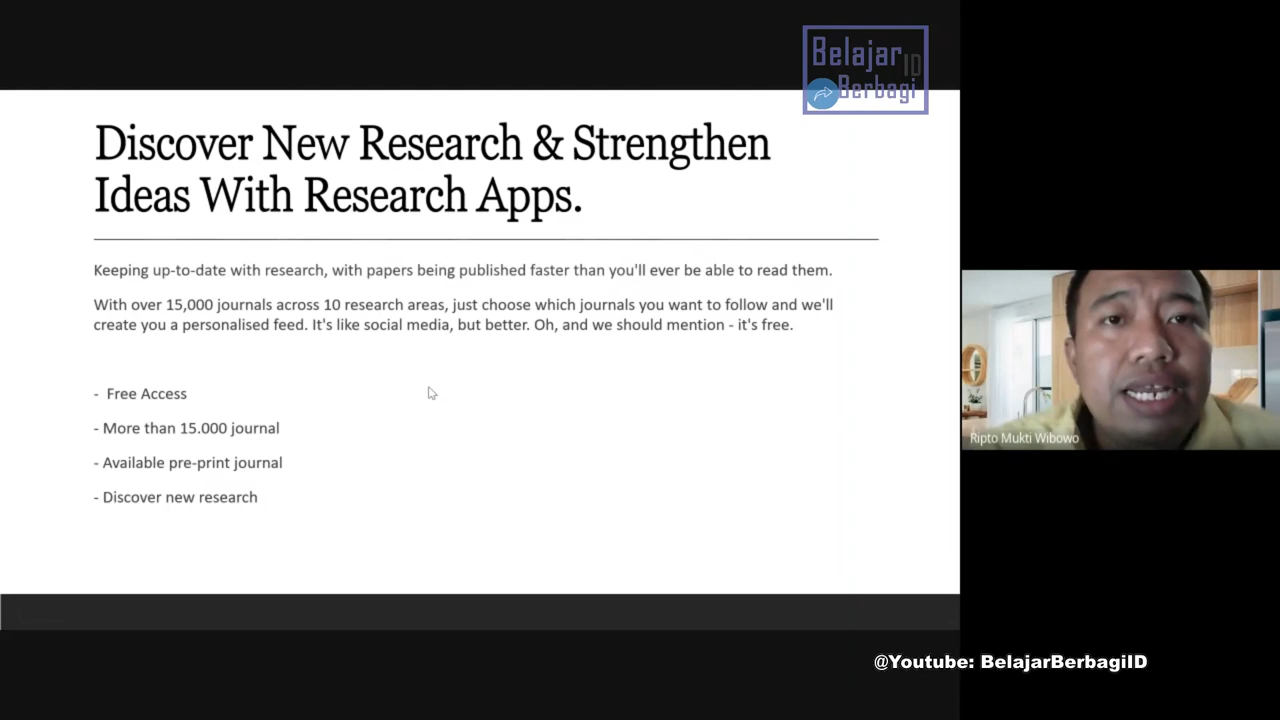 Belajar
ID
Berbagi
Discover New Research & Strengthen
Ideas With Research Apps.
Keeping up-to-date with research, with papers being published faster than you'll ever be able to read them.
With over 15,000 journals across 10 research areas, just choose which journals you want to follow and we'll
create you a personalised feed. It's like social media, but better. Oh, and we should mention - it's free.
- Free Access
- More than 15.000 journal
- Available pre-print journal
- Discover new research
Ripto Mukti Wibowo
@Youtube: BelajarBerbagiID